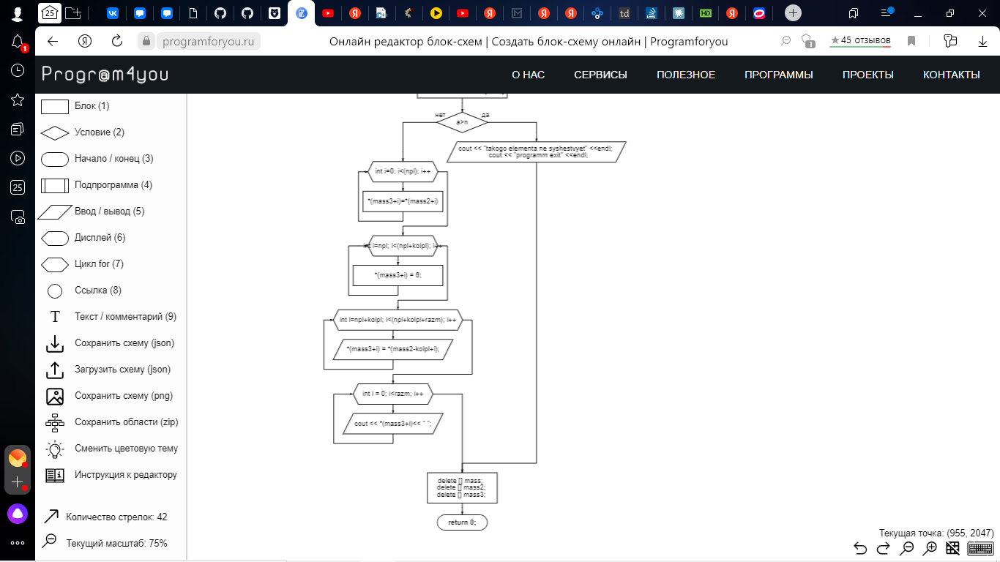 25
td
HD
1
programforyou.ru
Онлайн редактор блок-схем | Создать блок-схему онлайн | Programforyou
1
★45 отзывов
Progr@m4you
О НАС
СЕРВИСЫ
ПОЛЕЗНОЕ
ПРОГРАММЫ
ПРОЕКТЫ
КОНТАКТЫ
25
Блок (1)
Условие (2)
Начало / конец (3)
Подпрограмма (4)
Ввод / вывод (5)
Дисплей (6)
Цикл for (7)
Ссылка (8)
T Текст / комментарий (9)
Сохранить схему (json)
Загрузить схему (json)
Сохранить схему (png)
Сохранить области (zip)
Сменить цветовую тему
Инструкция к редактору
Количество стрелок: 42
Текущий масштаб: 75%
нет
да
a>n
cout << "takogo elementa ne syshestvyet" <<endl;
cout << "programm exit" <<endl;
int i=0; i<(npl); i++
*(mass3+i)=*(mass2+i)
int i=npl; i<(npl+kolpl); i++
*(mass3+i) = 6;
int i=npl+kolpl; i<(npl+kolpl+razm); i++
*(mass3+i) = *(mass2-kolpl+i);
int i = 0; i<razm; i++
cout << *(mass3+i)<< " ";
delete [] mass;
delete [] mass2;
delete [] mass3;
return 0;
Текущая точка: (955, 2047)